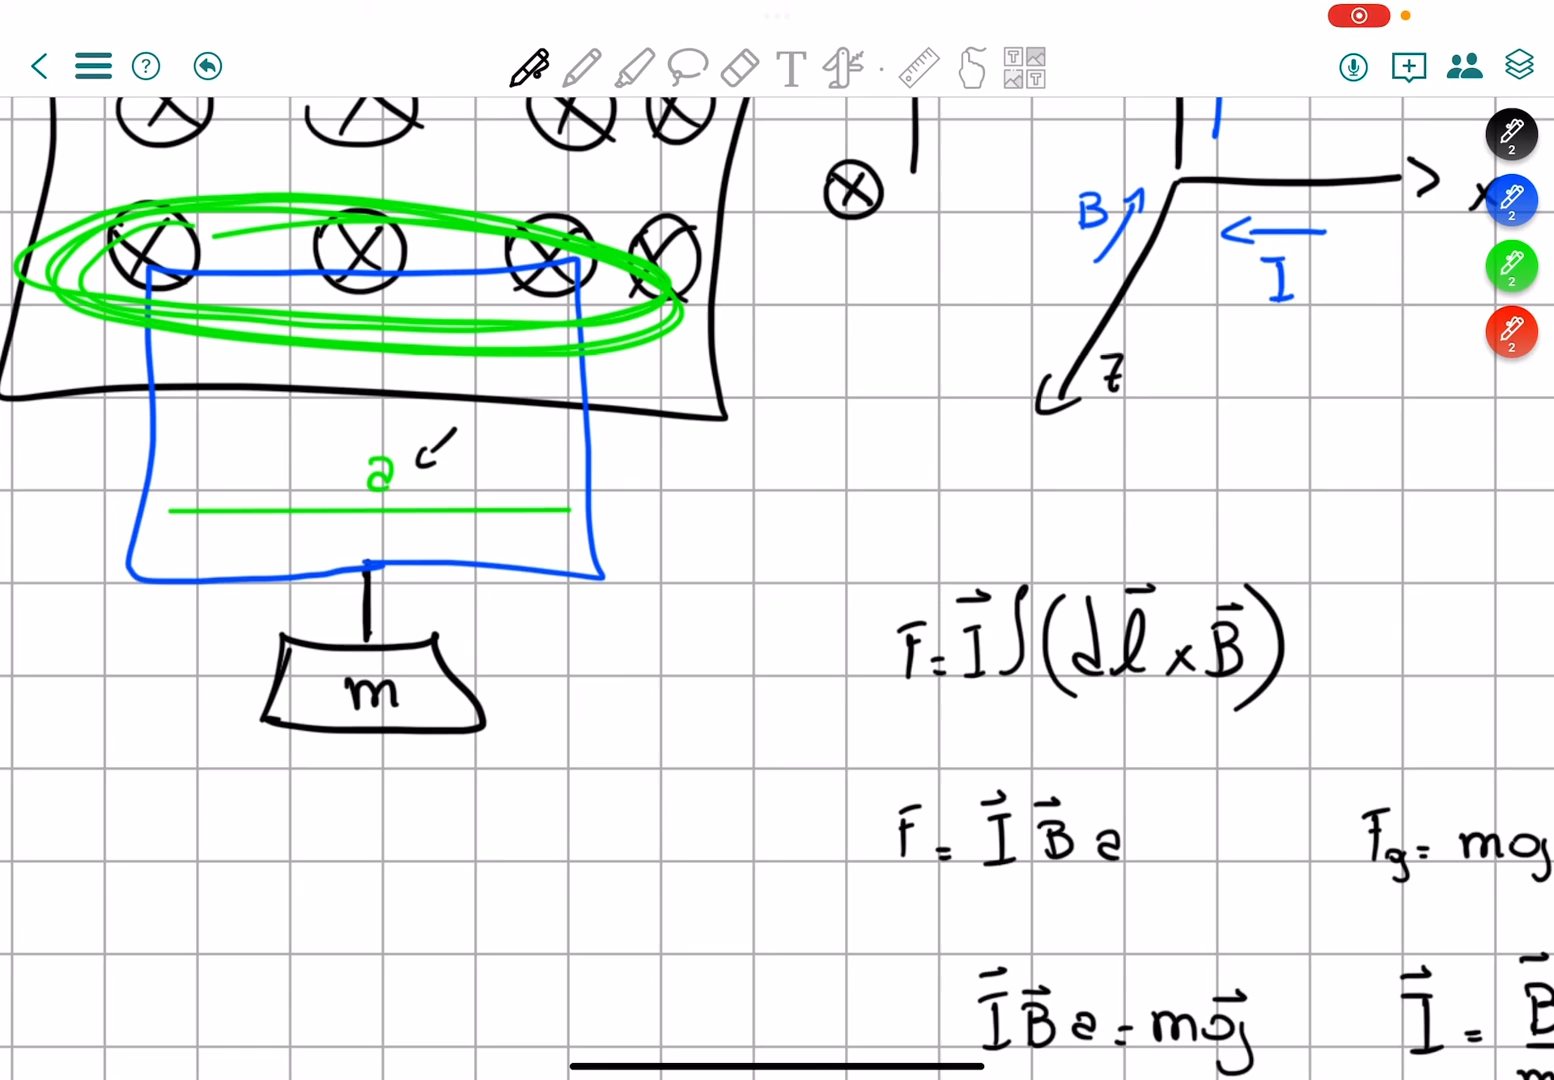 x
B
I
z
a
m
F = I ∫ (dl x B)
F = I B a
Fg = mg
I B a = mg
I = B
m